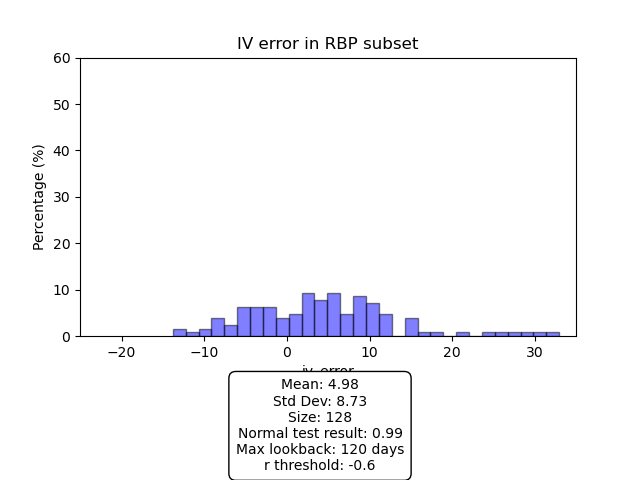 IV error in RBP subset
60
50
40
30
20
10
0
Percentage (%)
−20
−10
0
10
20
30
iv_error
Mean: 4.98
Std Dev: 8.73
Size: 128
Normal test result: 0.99
Max lookback: 120 days
r threshold: -0.6